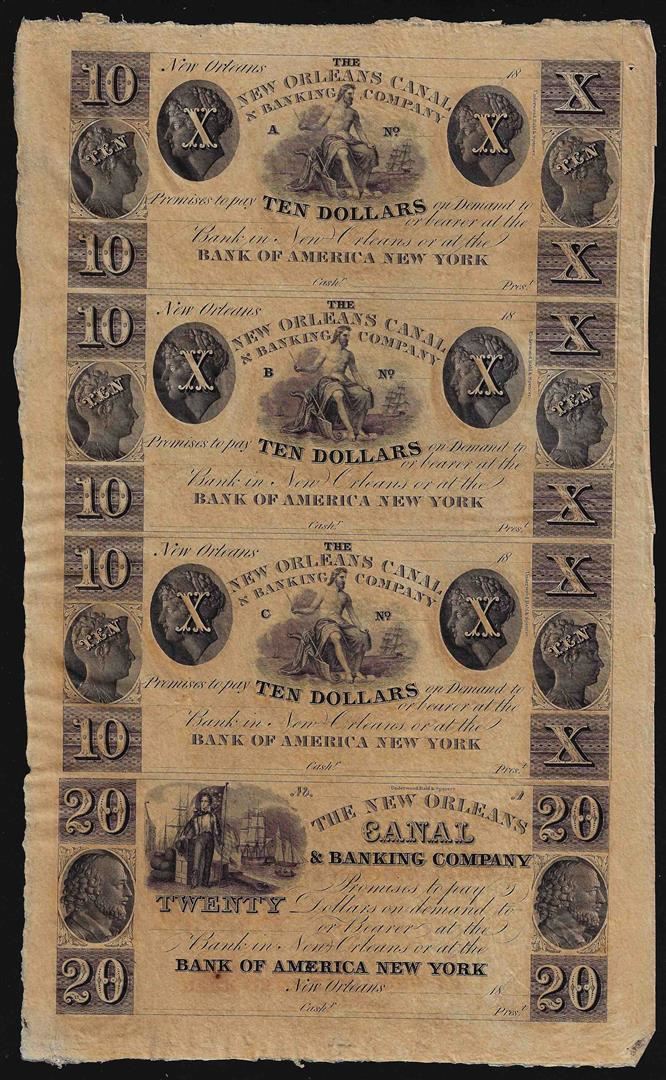 10 New Orleans THE 18 X
NEW ORLEANS CANAL
& BANKING COMPANY
X A Nº X
TEN TEN
Promises to pay TEN DOLLARS on Demand to
or bearer at the
10 Bank in New Orleans or at the X
BANK OF AMERICA NEW YORK
Cashr. Prest.
10 New Orleans THE 18 X
NEW ORLEANS CANAL
& BANKING COMPANY
X B Nº X
TEN TEN
Promises to pay TEN DOLLARS on Demand to
or bearer at the
10 Bank in New Orleans or at the X
BANK OF AMERICA NEW YORK
Cashr. Prest.
10 New Orleans THE 18 X
NEW ORLEANS CANAL
& BANKING COMPANY
X C Nº X
TEN TEN
Promises to pay TEN DOLLARS on Demand to
or bearer at the
10 Bank in New Orleans or at the X
BANK OF AMERICA NEW YORK
Cashr. Prest.
Underwood Bald & Spencer
20 No. A 20
THE NEW ORLEANS
CANAL
& BANKING COMPANY
Promises to pay
TWENTY Dollars on demand to
or Bearer at the
Bank in New Orleans or at the
20 BANK OF AMERICA NEW YORK 20
New Orleans 18
Cashr. Prest.